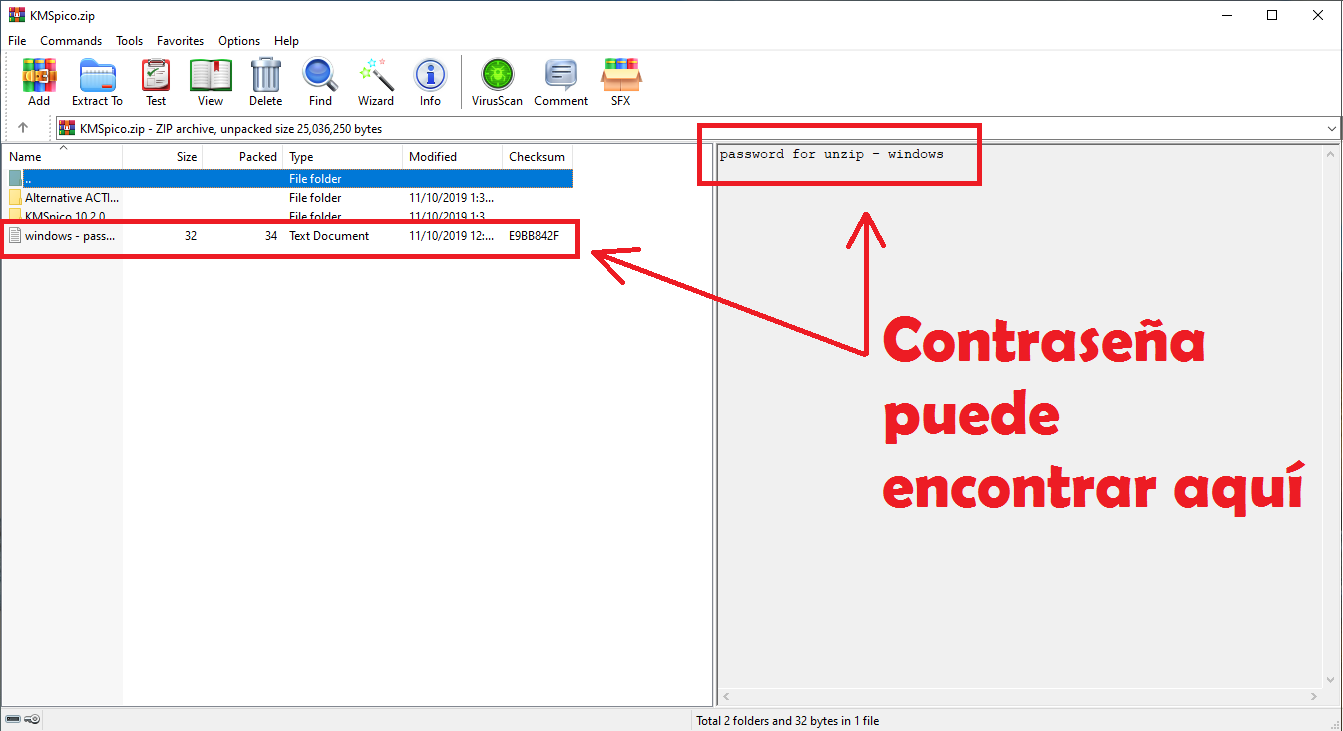 KMSpico.zip
File Commands Tools Favorites Options Help
Add Extract To Test View Delete Find Wizard Info VirusScan Comment SFX
KMSpico.zip - ZIP archive, unpacked size 25,036,250 bytes
Name Size Packed Type Modified Checksum
.. File folder
Alternative ACTI... File folder 11/10/2019 1:3...
KMSpico 10.2.0 File folder 11/10/2019 1:3
windows - pass... 32 34 Text Document 11/10/2019 12:... E9BB842F
password for unzip - windows
Contraseña
puede
encontrar aquí
Total 2 folders and 32 bytes in 1 file